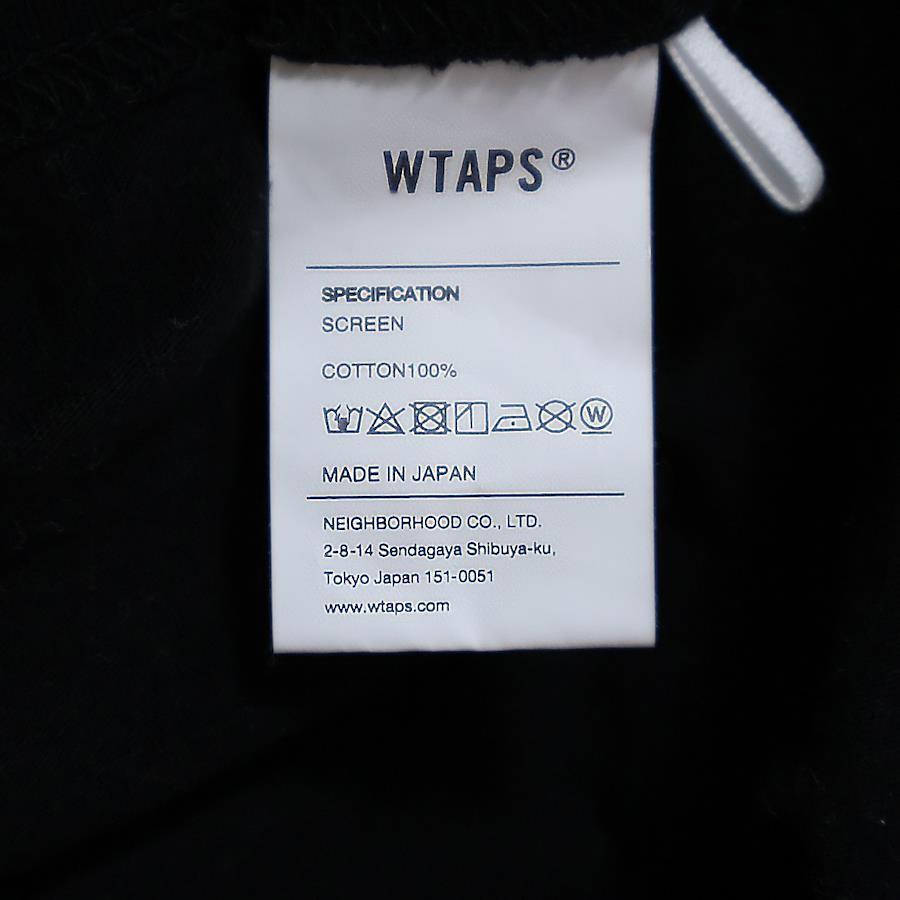 WTAPS®
SPECIFICATION
SCREEN
COTTON100%
W
MADE IN JAPAN
NEIGHBORHOOD CO., LTD.
2-8-14 Sendagaya Shibuya-ku,
Tokyo Japan 151-0051
www.wtaps.com